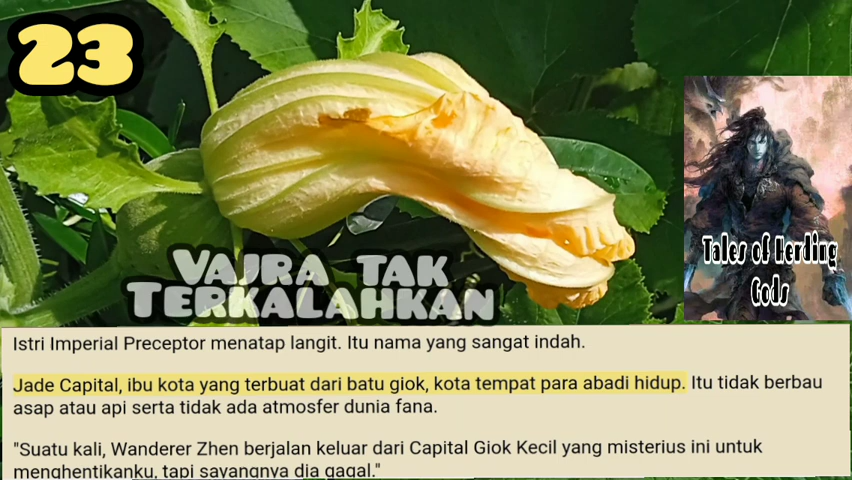 23
VAJRA TAK
TERKALAHKAN
Tales of Herding
Gods
Istri Imperial Preceptor menatap langit. Itu nama yang sangat indah.
Jade Capital, ibu kota yang terbuat dari batu giok, kota tempat para abadi hidup. Itu tidak berbau
asap atau api serta tidak ada atmosfer dunia fana.
"Suatu kali, Wanderer Zhen berjalan keluar dari Capital Giok Kecil yang misterius ini untuk
menghentikanku, tapi sayangnya dia gagal."